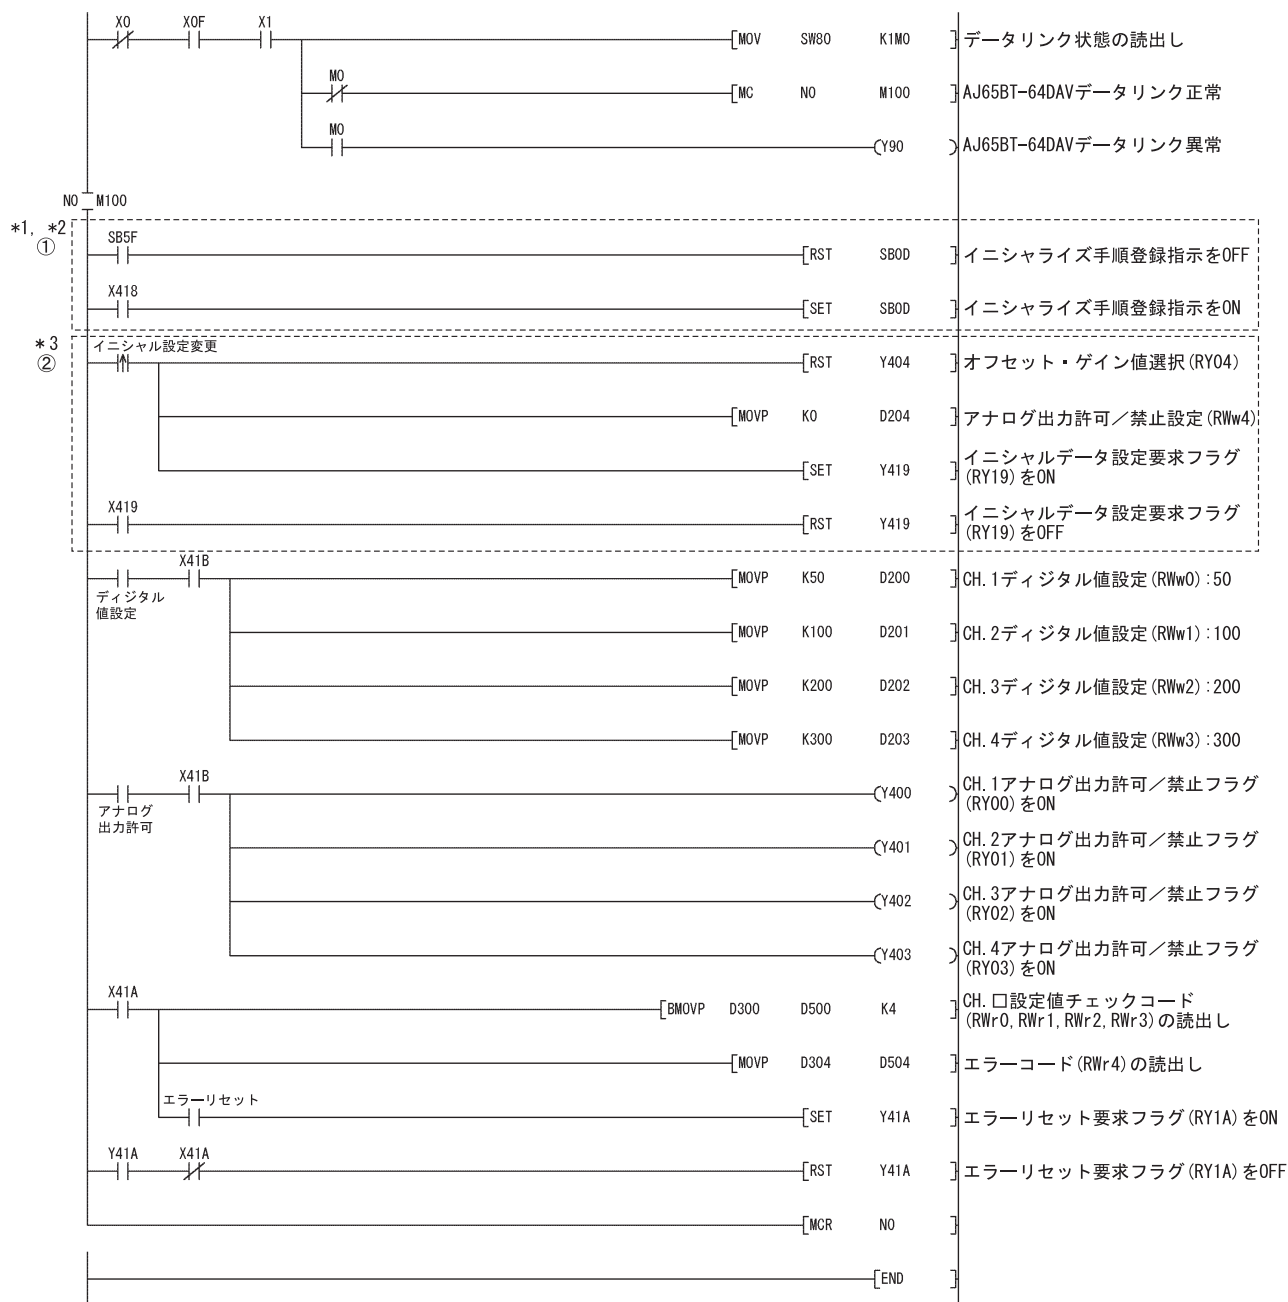 X0 X0F X1
MOV SW80 K1M0 データリンク状態の読出し
M0
MC N0 M100 AJ65BT-64DAVデータリンク正常
M0
Y90 AJ65BT-64DAVデータリンク異常
N0 M100
*1, *2
①
SB5F
RST SB0D イニシャライズ手順登録指示をOFF
X418
SET SB0D イニシャライズ手順登録指示をON
*3
②
イニシャル設定変更
RST Y404 オフセット・ゲイン値選択(RY04)
MOVP K0 D204 アナログ出力許可/禁止設定(RWw4)
SET Y419 イニシャルデータ設定要求フラグ
(RY19)をON
X419
RST Y419 イニシャルデータ設定要求フラグ
(RY19)をOFF
X41B
MOVP K50 D200 CH.1ディジタル値設定(RWw0):50
ディジタル
値設定
MOVP K100 D201 CH.2ディジタル値設定(RWw1):100
MOVP K200 D202 CH.3ディジタル値設定(RWw2):200
MOVP K300 D203 CH.4ディジタル値設定(RWw3):300
X41B
Y400 CH.1アナログ出力許可/禁止フラグ
(RY00)をON
アナログ
出力許可
Y401 CH.2アナログ出力許可/禁止フラグ
(RY01)をON
Y402 CH.3アナログ出力許可/禁止フラグ
(RY02)をON
Y403 CH.4アナログ出力許可/禁止フラグ
(RY03)をON
X41A
BMOVP D300 D500 K4 CH.□設定値チェックコード
(RWr0,RWr1,RWr2,RWr3)の読出し
MOVP D304 D504 エラーコード(RWr4)の読出し
エラーリセット
SET Y41A エラーリセット要求フラグ(RY1A)をON
Y41A X41A
RST Y41A エラーリセット要求フラグ(RY1A)をOFF
MCR N0
END